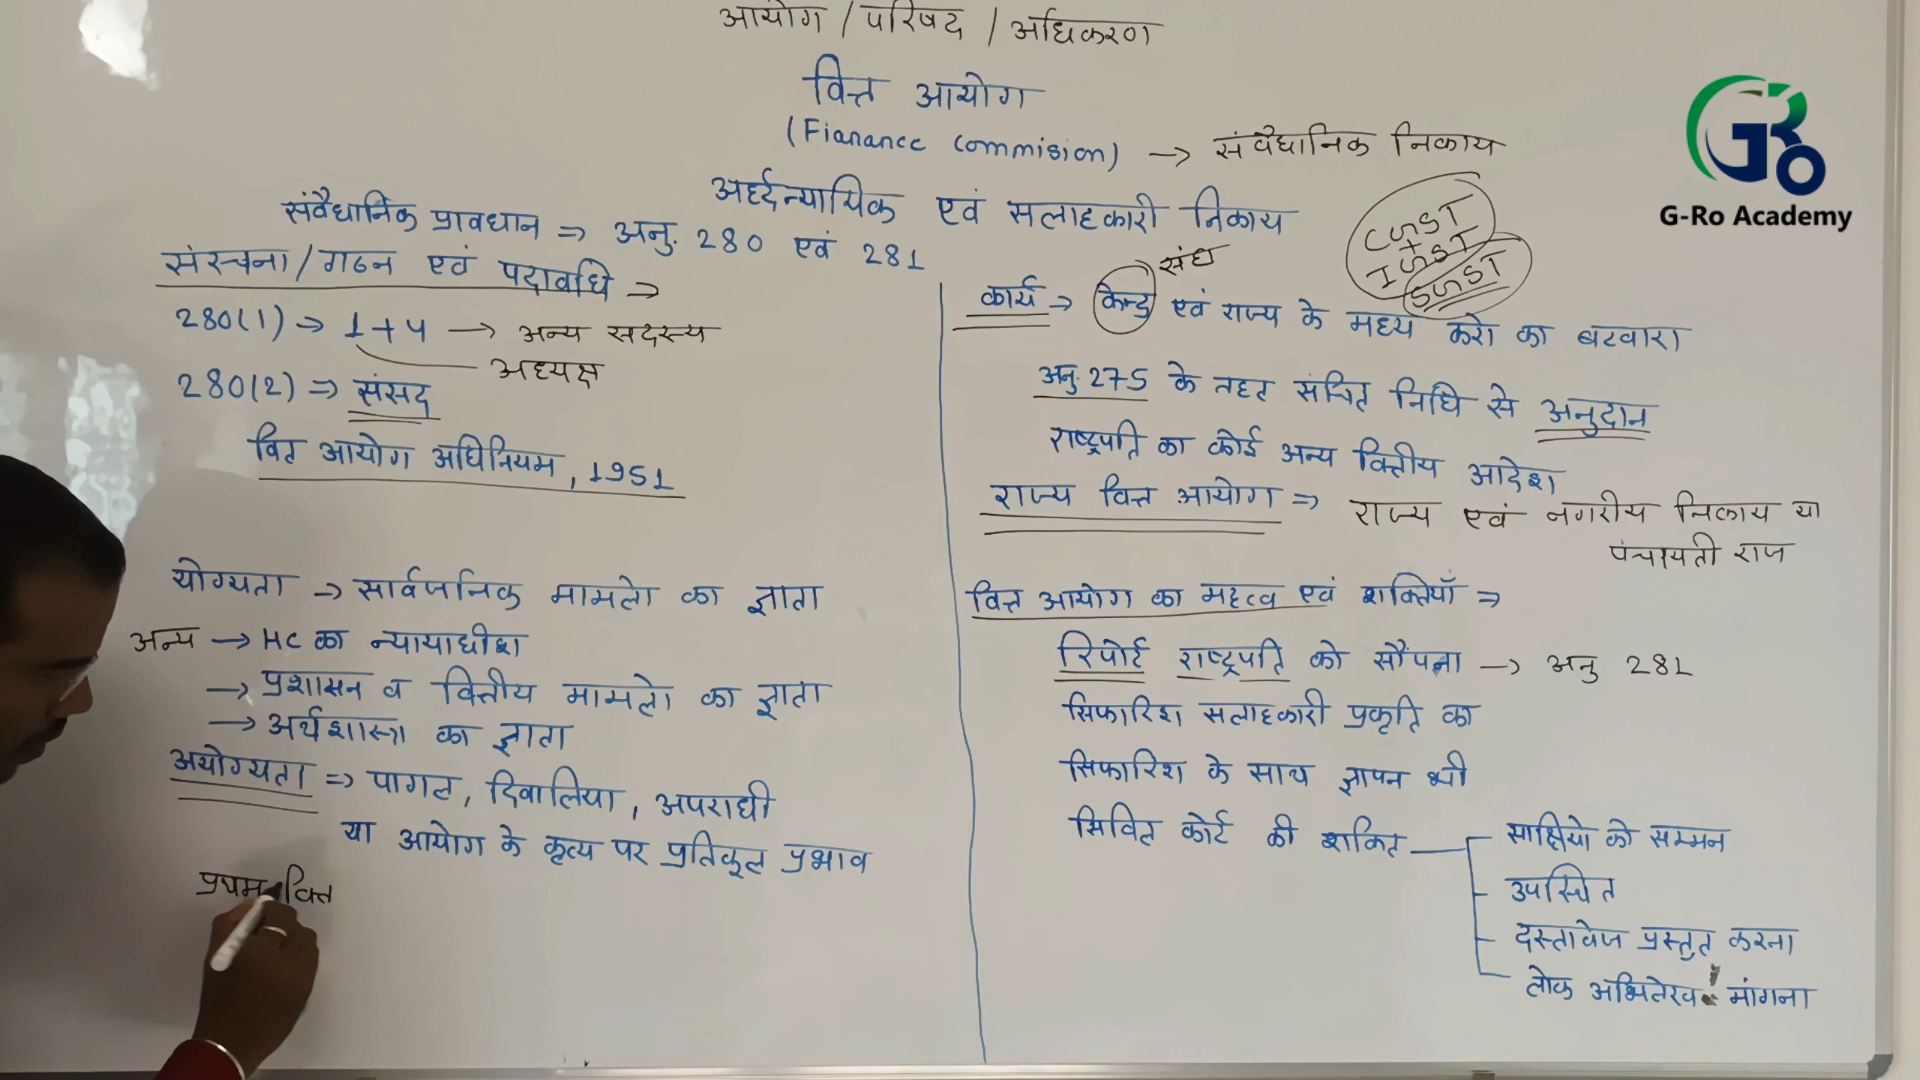 आयोग / परिषद / अधिकरण
वित्त आयोग
(Fianance commision) → संवैधानिक निकाय
अर्द्धन्यायिक एवं सलाहकारी निकाय
संवैधानिक प्रावधान ⇒ अनु. 280 एवं 281
संरचना/गठन एवं पदावधि →
280(1) → 1+4 → अन्य सदस्य
अध्यक्ष
280(2) ⇒ संसद
वित्त आयोग अधिनियम, 1951
योग्यता → सार्वजनिक मामलो का ज्ञाता
अन्य → HC का न्यायाधीश
→ प्रशासन व वित्तीय मामलो का ज्ञाता
→ अर्थशास्त्र का ज्ञाता
अयोग्यता ⇒ पागल, दिवालिया, अपराधी
या आयोग के कृत्य पर प्रतिकूल प्रभाव
प्रथम वित्त
CGST
+
IGST
SGST
संघ
कार्य → केन्द्र एवं राज्य के मध्य करो का बटवारा
अनु. 275 के तहत संचित निधि से अनुदान
राष्ट्रपति का कोई अन्य वित्तीय आदेश
राज्य वित्त आयोग ⇒ राज्य एवं नगरीय निकाय या
पंचायती राज
वित्त आयोग का महत्व एवं शक्तियाँ ⇒
रिपोर्ट राष्ट्रपति को सौंपना → अनु 281
सिफारिश सलाहकारी प्रकृति का
सिफारिश के साथ ज्ञापन भी
सिविल कोर्ट की शक्ति
साक्षियो को सम्मन
उपस्थित
दस्तावेज प्रस्तुत करना
लोक अभिलेख मांगना
GRo
G-Ro Academy